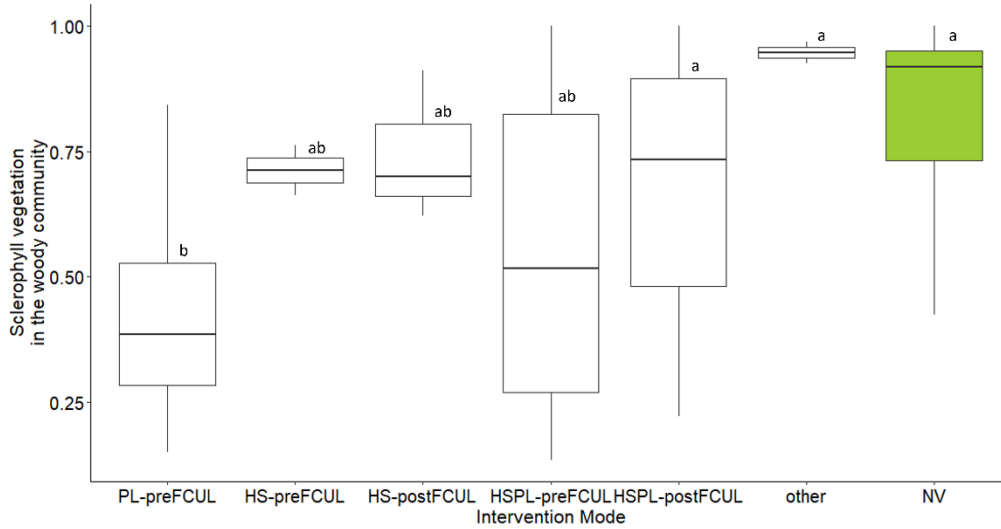 1.00
0.75
0.50
0.25
Sclerophyll vegetation
in the woody community
b
ab
ab
ab
a
a
a
PL-preFCUL
HS-preFCUL
HS-postFCUL
HSPL-preFCUL
HSPL-postFCUL
other
NV
Intervention Mode